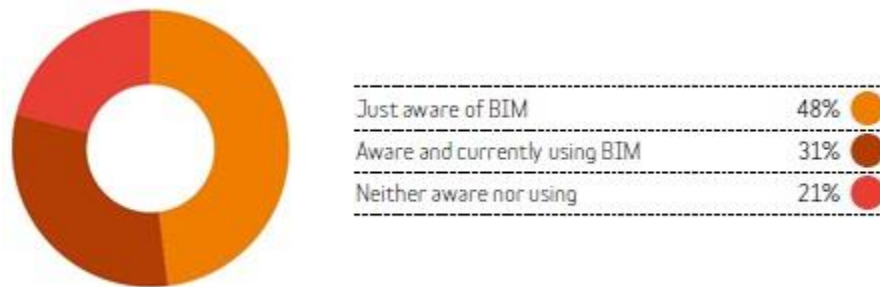 Just aware of BIM 48%
Aware and currently using BIM 31%
Neither aware nor using 21%